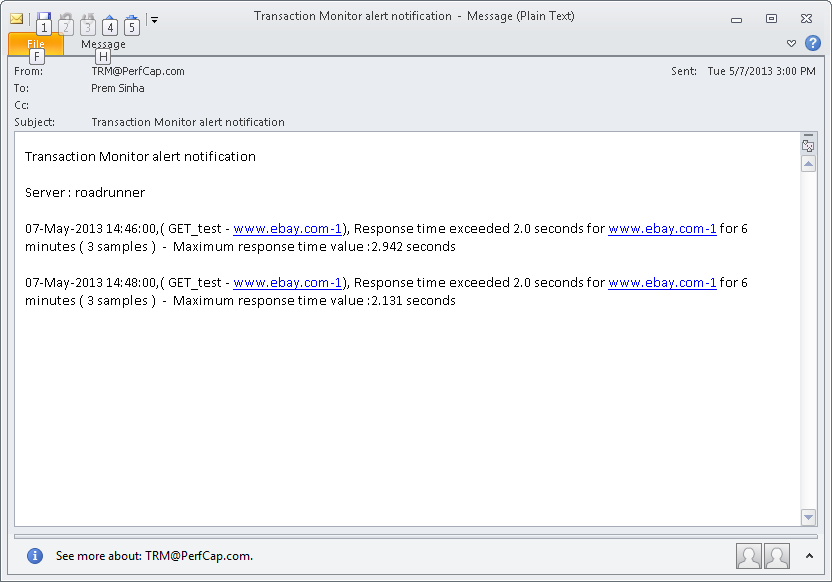 Transaction Monitor alert notification - Message (Plain Text)
1 2 3 4 5
File Message
F H
From: TRM@PerfCap.com Sent: Tue 5/7/2013 3:00 PM
To: Prem Sinha
Cc:
Subject: Transaction Monitor alert notification
Transaction Monitor alert notification
Server : roadrunner
07-May-2013 14:46:00,( GET_test - www.ebay.com-1), Response time exceeded 2.0 seconds for www.ebay.com-1 for 6
minutes ( 3 samples ) - Maximum response time value :2.942 seconds
07-May-2013 14:48:00,( GET_test - www.ebay.com-1), Response time exceeded 2.0 seconds for www.ebay.com-1 for 6
minutes ( 3 samples ) - Maximum response time value :2.131 seconds
See more about: TRM@PerfCap.com.